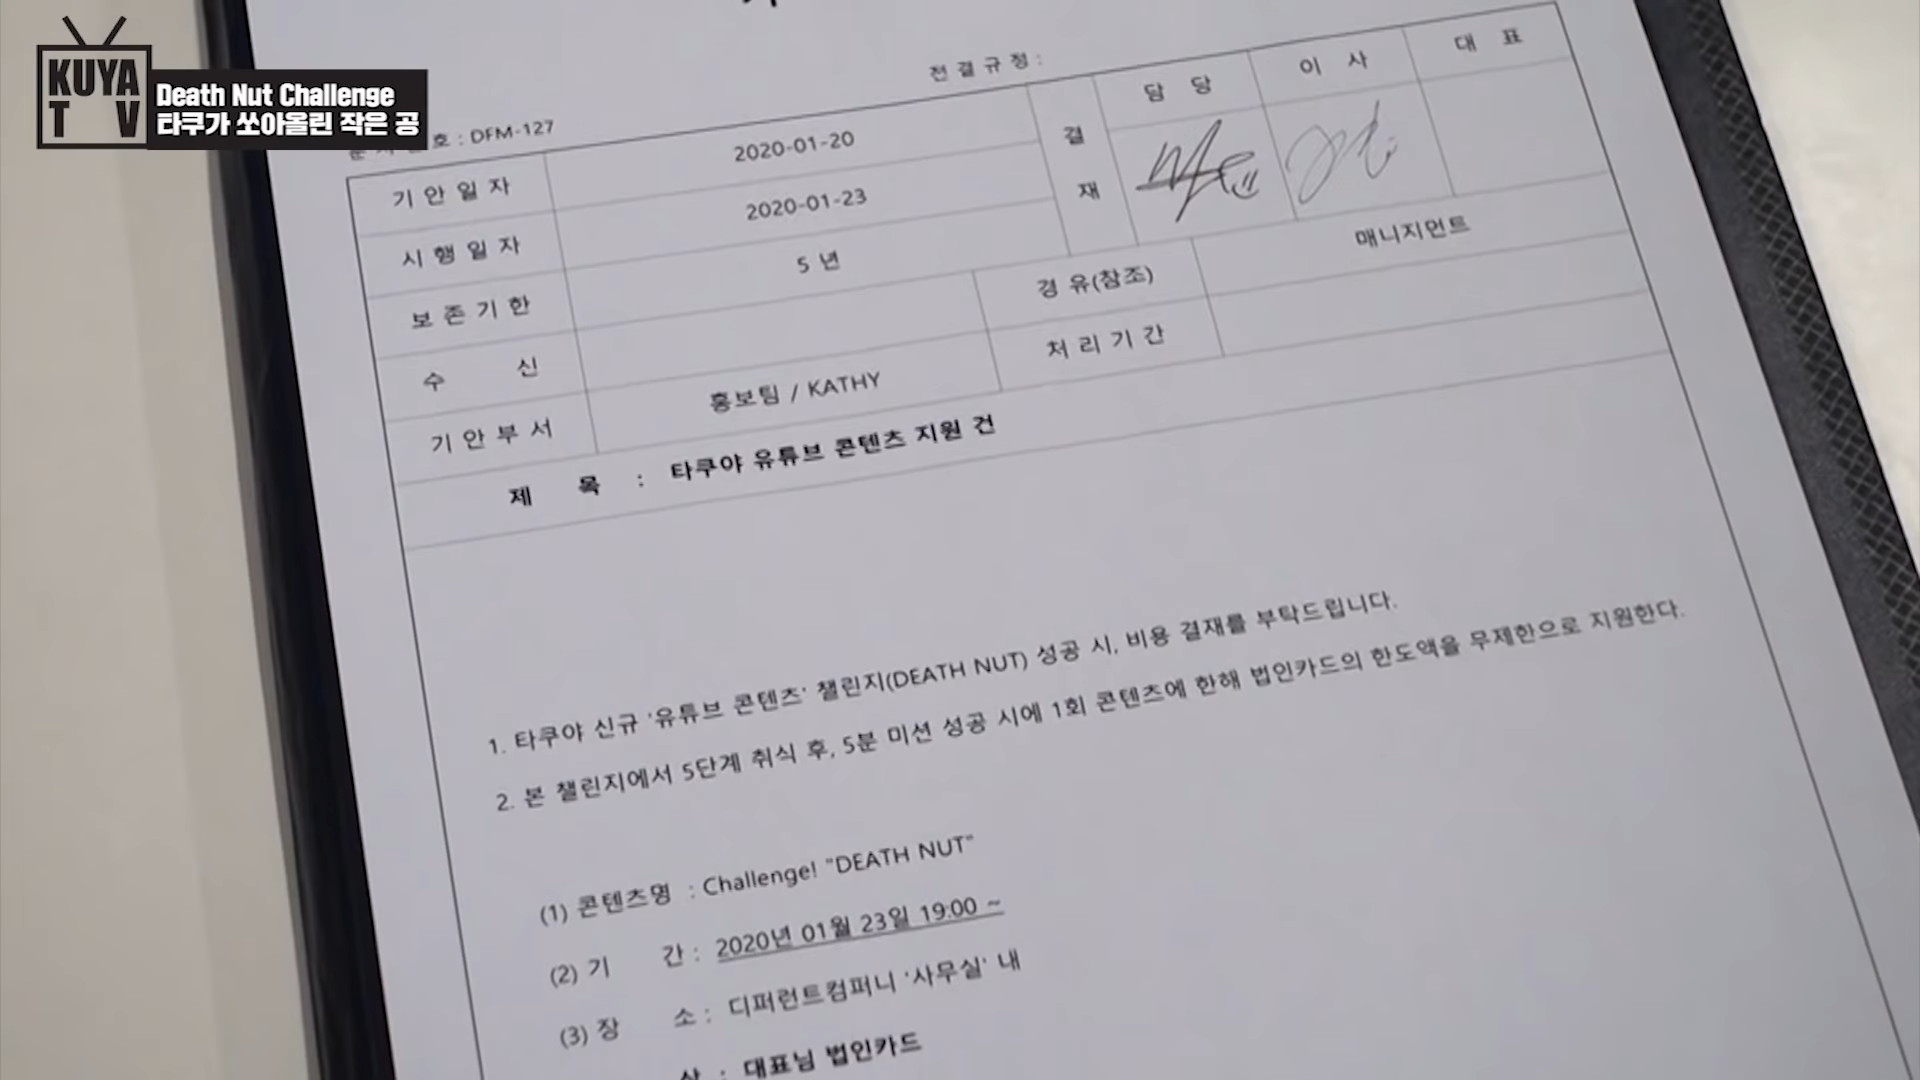 KUYA
TV
Death Nut Challenge
타쿠가 쏘아올린 작은 공
전결규정 :
호 : DFM-127
기안일자 2020-01-20 결재 담당 이사 대표
시행일자 2020-01-23
보존기한 5 년
수 신 경 유(참조) 매니지먼트
기안부서 홍보팀 / KATHY 처리기간
제 목 : 타쿠야 유튜브 콘텐츠 지원 건
1. 타쿠야 신규 '유튜브 콘텐츠' 챌린지(DEATH NUT) 성공 시, 비용 결재를 부탁드립니다.
2. 본 챌린지에서 5단계 취식 후, 5분 미션 성공 시에 1회 콘텐츠에 한해 법인카드의 한도액을 무제한으로 지원한다.
(1) 콘텐츠명 : Challenge! "DEATH NUT"
(2) 기 간 : 2020년 01월 23일 19:00 ~
(3) 장 소 : 디퍼런트컴퍼니 '사무실' 내
상 : 대표님 법인카드